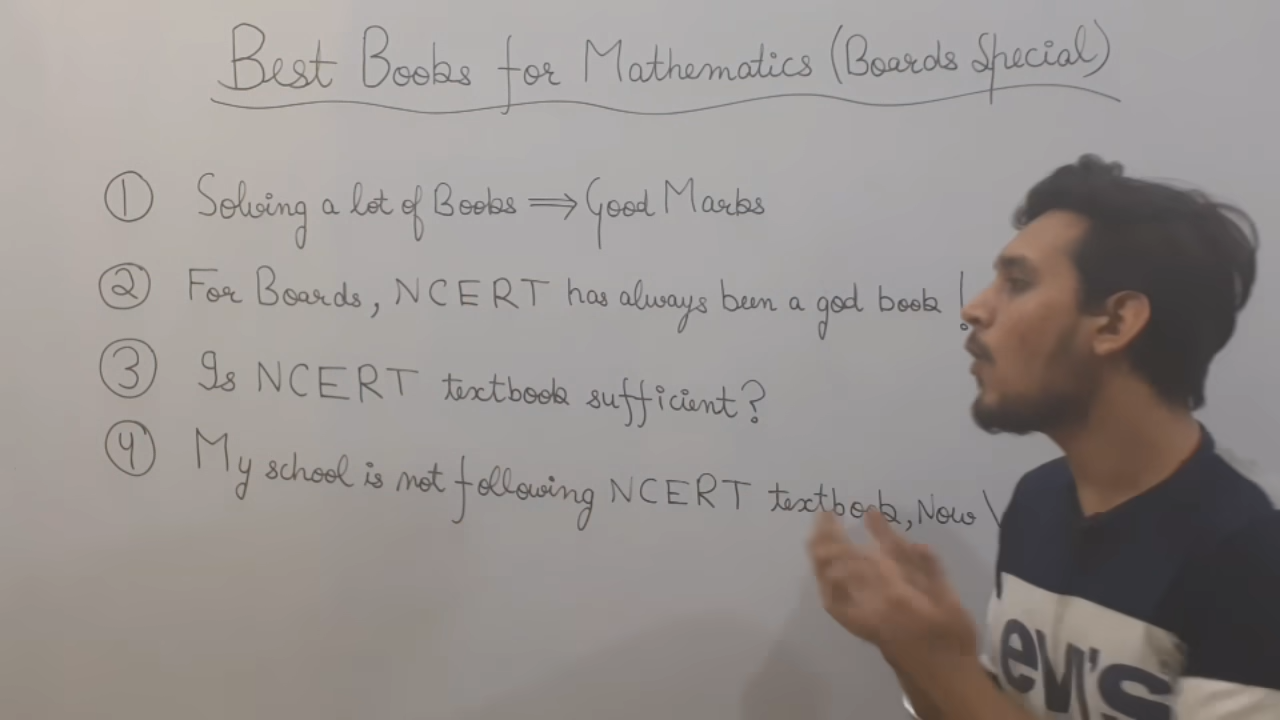 Best Books for Mathematics (Boards Special)
① Solving a lot of Books ⟹ Good Marks
② For Boards, NCERT has always been a god book !
③ Is NCERT textbook sufficient?
④ My school is not following NCERT textbook, Now
Levi's